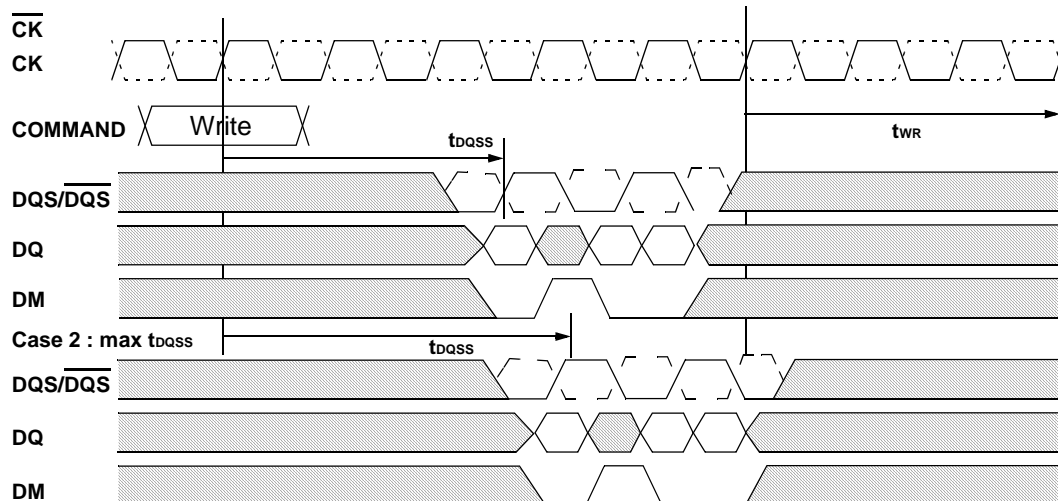 CK
CK
COMMAND Write tWR
tDQSS
DQS/DQS
DQ
DM
Case 2 : max tDQSS tDQSS
DQS/DQS
DQ
DM